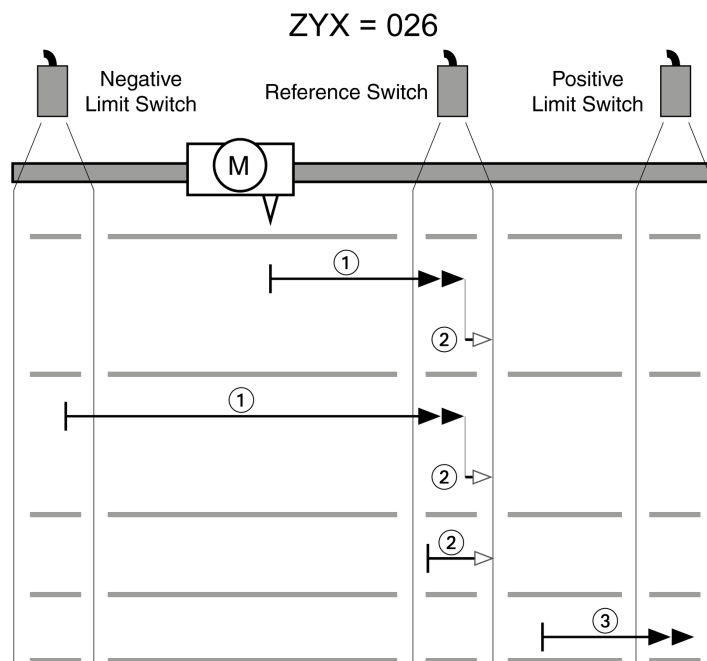 ZYX = 026
Negative
Limit Switch
Reference Switch
Positive
Limit Switch
M
1
2
1
2
2
3